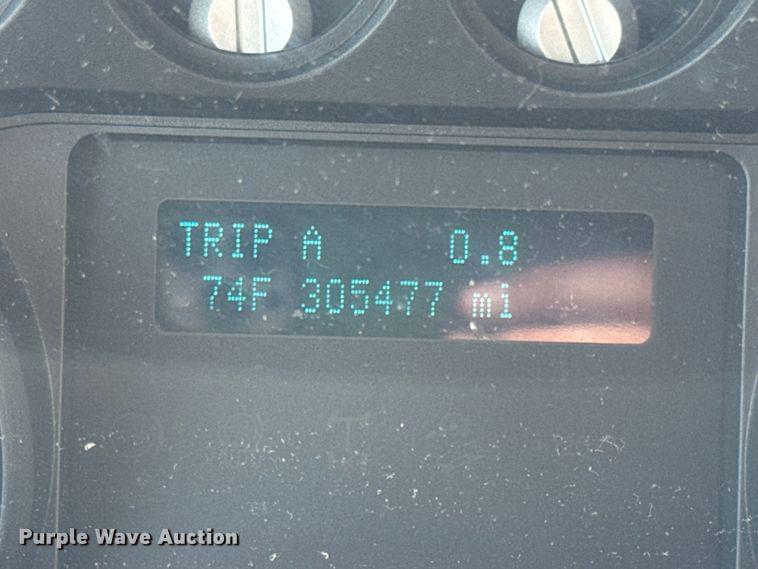 TRIP A 0.8
74F 305477 mi
Purple Wave Auction